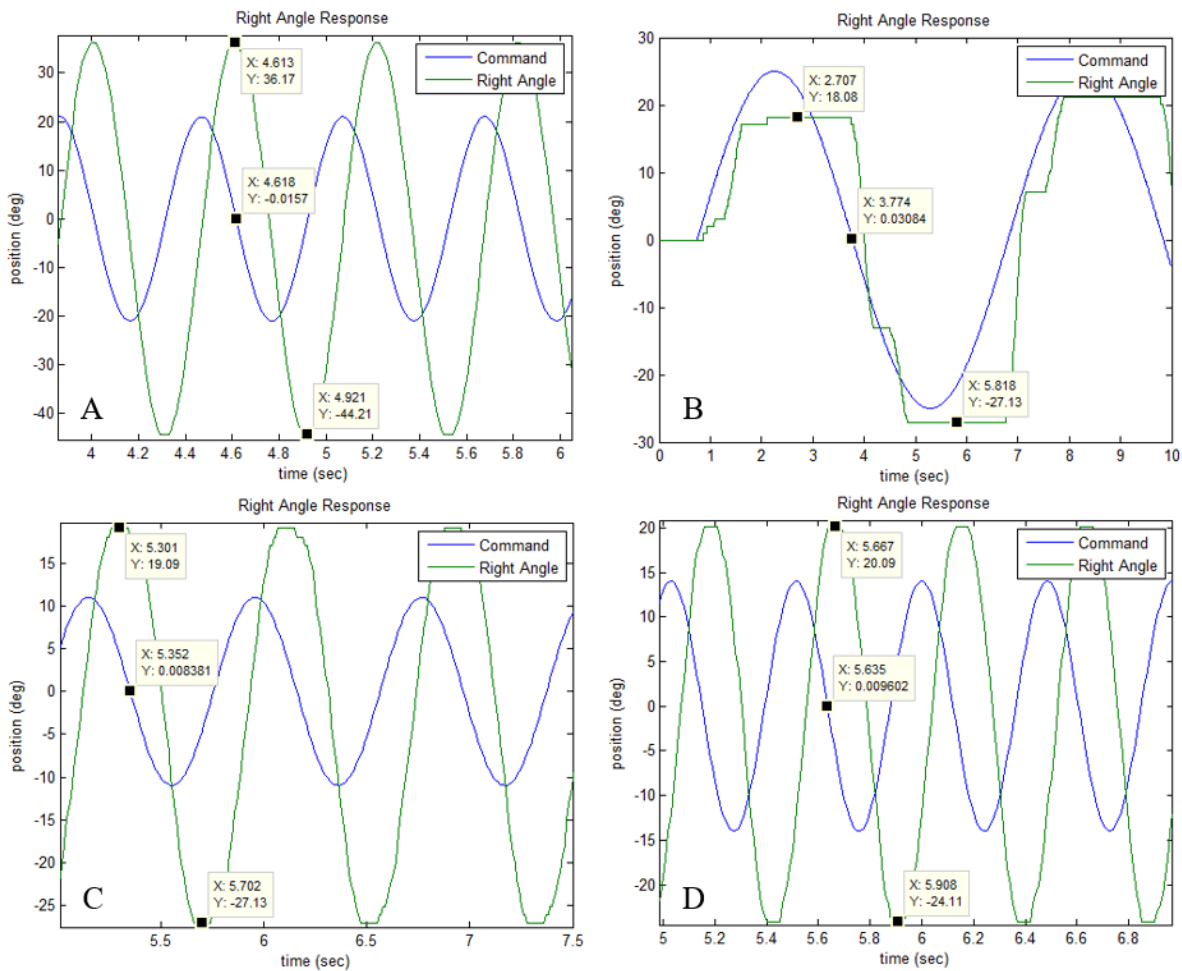 Right Angle Response
Command
Right Angle
X: 4.613
Y: 36.17
X: 4.618
Y: -0.0157
X: 4.921
Y: -44.21
30
20
10
0
-10
-20
-30
-40
position (deg)
4
4.2
4.4
4.6
4.8
5
5.2
5.4
5.6
5.8
6
time (sec)
A
Right Angle Response
Command
Right Angle
X: 2.707
Y: 18.08
X: 3.774
Y: 0.03084
X: 5.818
Y: -27.13
30
20
10
0
-10
-20
-30
position (deg)
0
1
2
3
4
5
6
7
8
9
10
time (sec)
B
Right Angle Response
Command
Right Angle
X: 5.301
Y: 19.09
X: 5.352
Y: 0.008381
X: 5.702
Y: -27.13
15
10
5
0
-5
-10
-15
-20
-25
position (deg)
5.5
6
6.5
7
7.5
time (sec)
C
Right Angle Response
Command
Right Angle
X: 5.667
Y: 20.09
X: 5.635
Y: 0.009602
X: 5.908
Y: -24.11
20
15
10
5
0
-5
-10
-15
-20
position (deg)
5
5.2
5.4
5.6
5.8
6
6.2
6.4
6.6
6.8
time (sec)
D